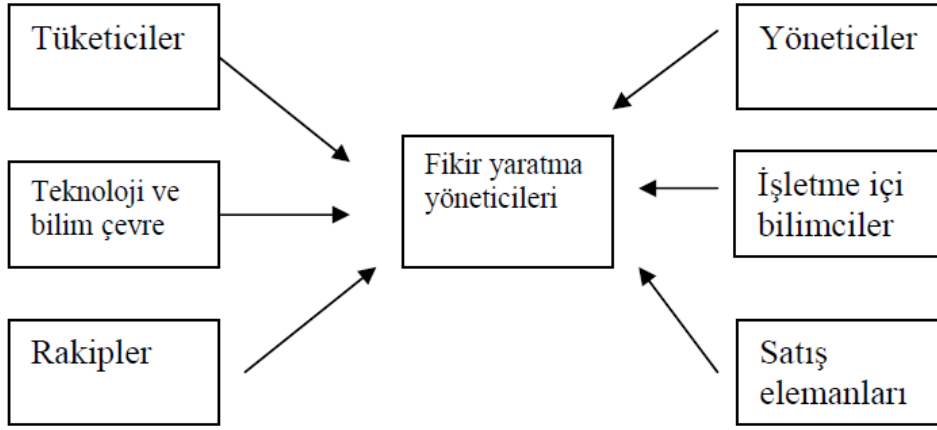 Tüketiciler
Yöneticiler
Fikir yaratma
yöneticileri
Teknoloji ve
bilim çevre
İşletme içi
bilimciler
Rakipler
Satış
elemanları